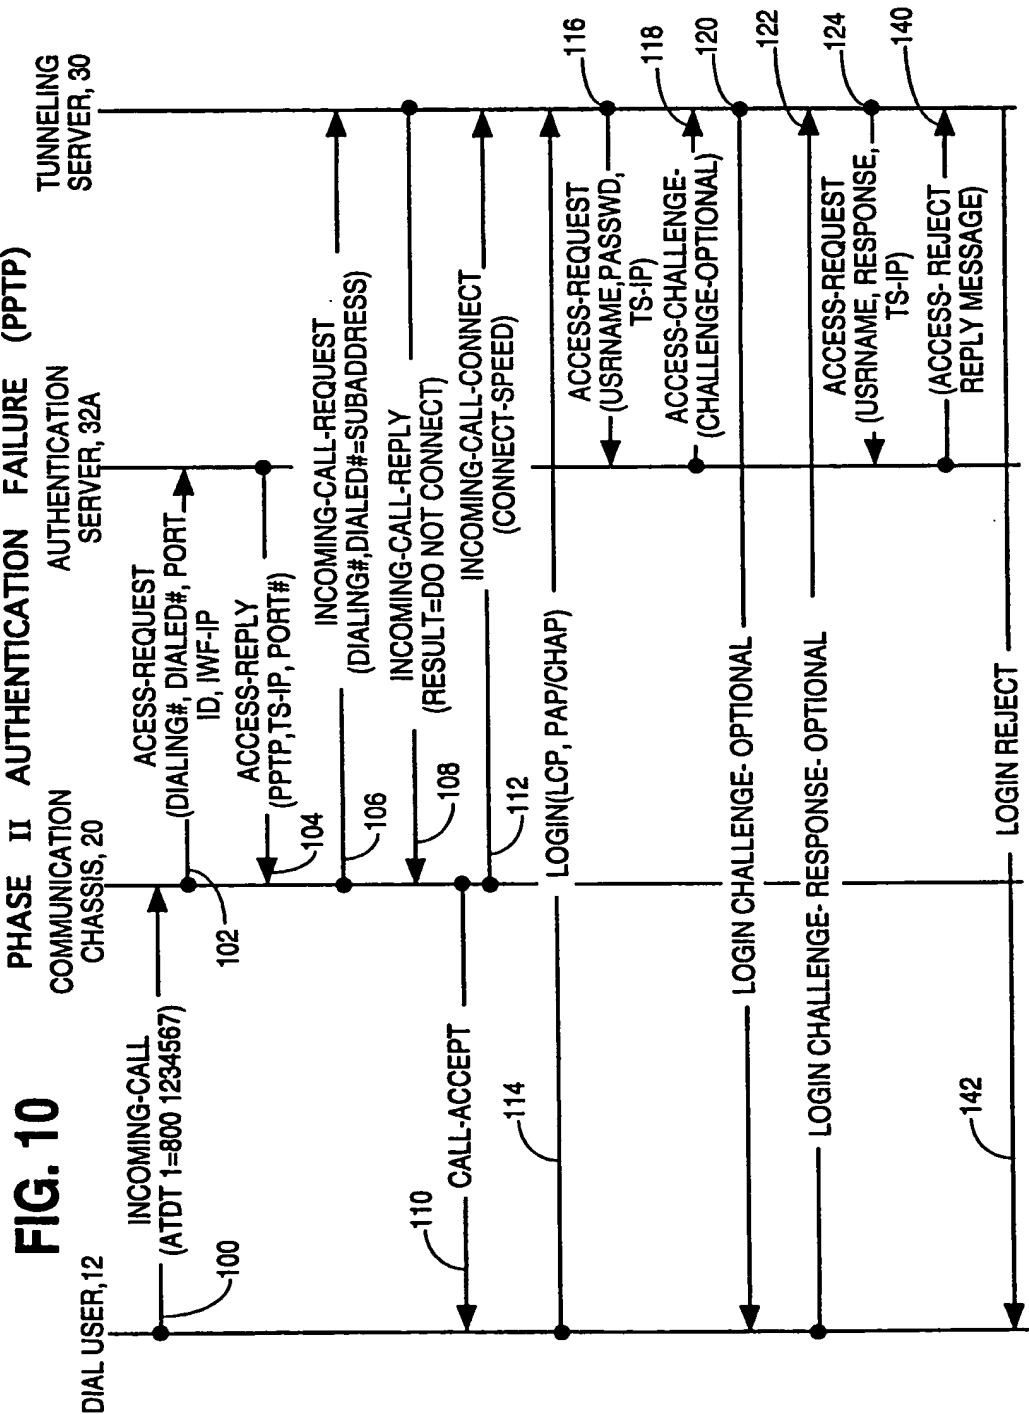 FIG. 10
PHASE II AUTHENTICATION FAILURE (PPTP)
DIAL USER,12
COMMUNICATION
CHASSIS, 20
AUTHENTICATION
SERVER, 32A
TUNNELING
SERVER, 30
INCOMING-CALL
(ATDT 1=800 1234567)
100
ACESS-REQUEST
(DIALING#, DIALED#, PORT
ID, IWF-IP
102
ACCESS-REPLY
(PPTP,TS-IP, PORT#)
104
INCOMING-CALL-REQUEST
(DIALING#,DIALED#=SUBADDRESS)
106
INCOMING-CALL-REPLY
(RESULT=DO NOT CONNECT)
108
CALL-ACCEPT
110
INCOMING-CALL-CONNECT
(CONNECT-SPEED)
112
LOGIN(LCP, PAP/CHAP)
114
ACCESS-REQUEST
(USRNAME,PASSWD,
TS-IP)
116
ACCESS-CHALLENGE-
(CHALLENGE-OPTIONAL)
118
LOGIN CHALLENGE- OPTIONAL
120
LOGIN CHALLENGE- RESPONSE- OPTIONAL
122
ACCESS-REQUEST
(USRNAME, RESPONSE,
TS-IP)
124
(ACCESS- REJECT
REPLY MESSAGE)
140
LOGIN REJECT
142